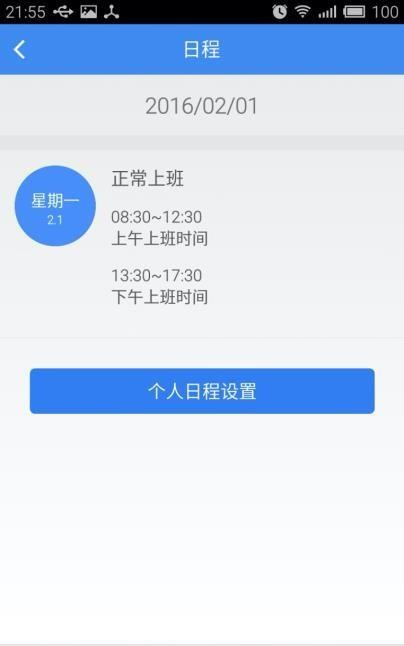 21:55 100
日程
2016/02/01
正常上班
星期一
2.1
08:30~12:30
上午上班时间
13:30~17:30
下午上班时间
个人日程设置